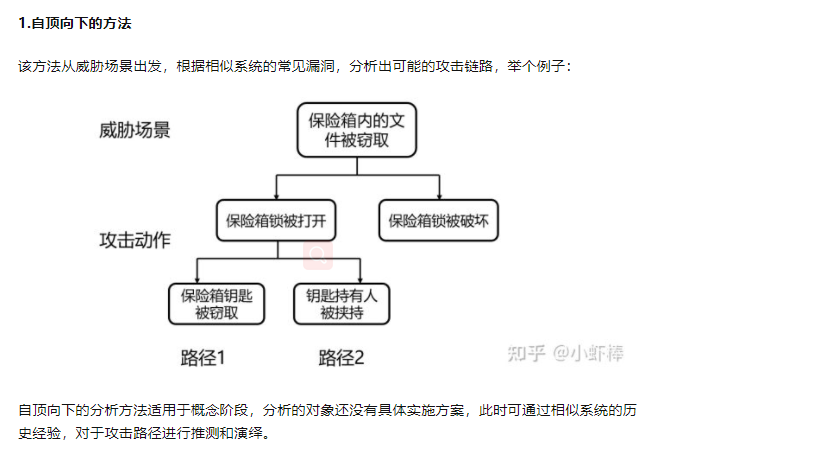 1.自顶向下的方法
该方法从威胁场景出发，根据相似系统的常见漏洞，分析出可能的攻击链路，举个例子：
威胁场景
保险箱内的文
件被窃取
攻击动作
保险箱锁被打开
保险箱锁被破坏
保险箱钥匙
被窃取
钥匙持有人
被挟持
路径1
路径2
知乎 @小虾棒
自顶向下的分析方法适用于概念阶段，分析的对象还没有具体实施方案，此时可通过相似系统的历
史经验，对于攻击路径进行推测和演绎。